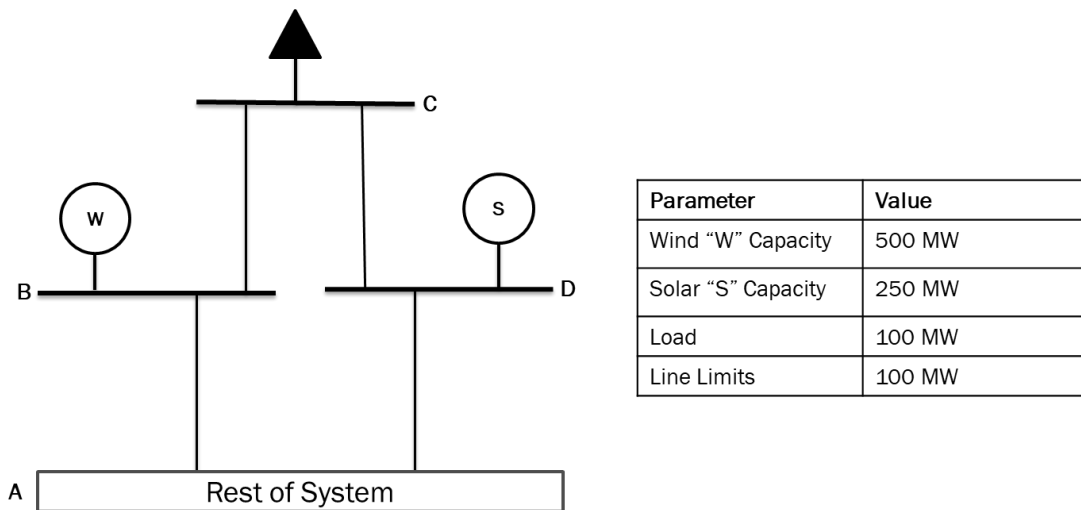 C
W
S
B
D
A
Rest of System
Parameter Value
Wind “W” Capacity 500 MW
Solar “S” Capacity 250 MW
Load 100 MW
Line Limits 100 MW